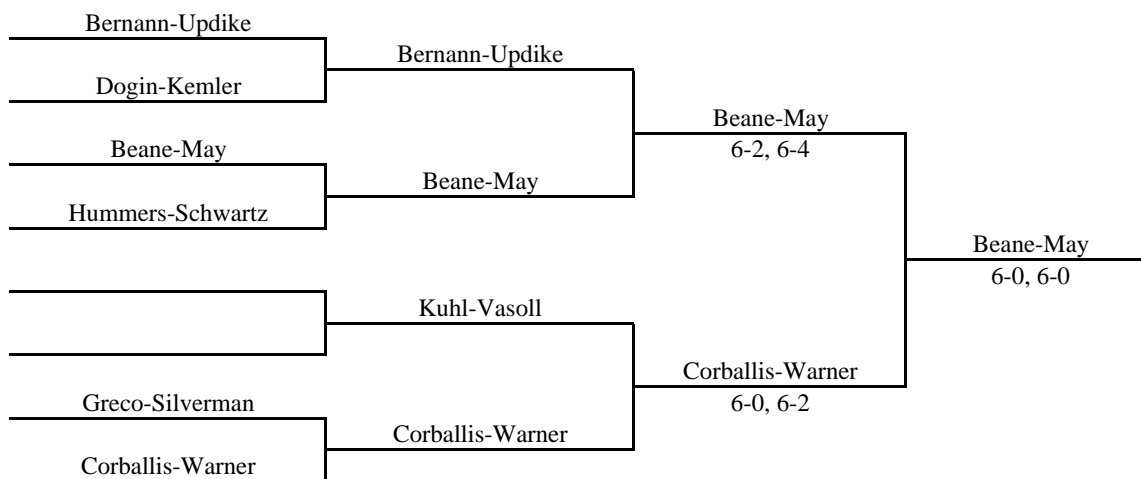 Bernann-Updike
Bernann-Updike
Dogin-Kemler
Beane-May
6-2, 6-4
Beane-May
Beane-May
Hummers-Schwartz
Beane-May
6-0, 6-0
Kuhl-Vasoll
Corballis-Warner
6-0, 6-2
Greco-Silverman
Corballis-Warner
Corballis-Warner